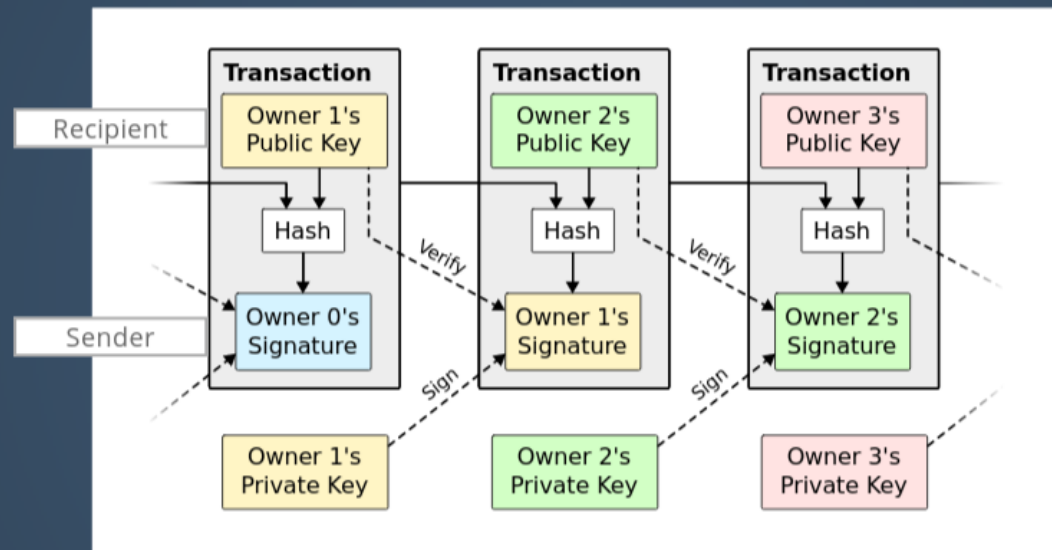 Transaction
Transaction
Transaction
Recipient
Owner 1's
Public Key
Owner 2's
Public Key
Owner 3's
Public Key
Hash
Hash
Hash
Verify
Verify
Sender
Owner 0's
Signature
Owner 1's
Signature
Owner 2's
Signature
Sign
Sign
Owner 1's
Private Key
Owner 2's
Private Key
Owner 3's
Private Key